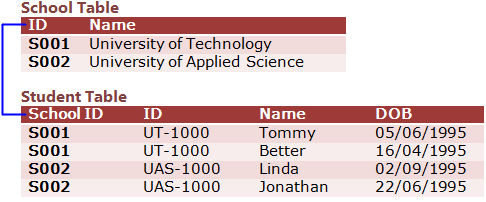 School Table
ID Name
S001 University of Technology
S002 University of Applied Science
Student Table
School ID ID Name DOB
S001 UT-1000 Tommy 05/06/1995
S001 UT-1000 Better 16/04/1995
S002 UAS-1000 Linda 02/09/1995
S002 UAS-1000 Jonathan 22/06/1995